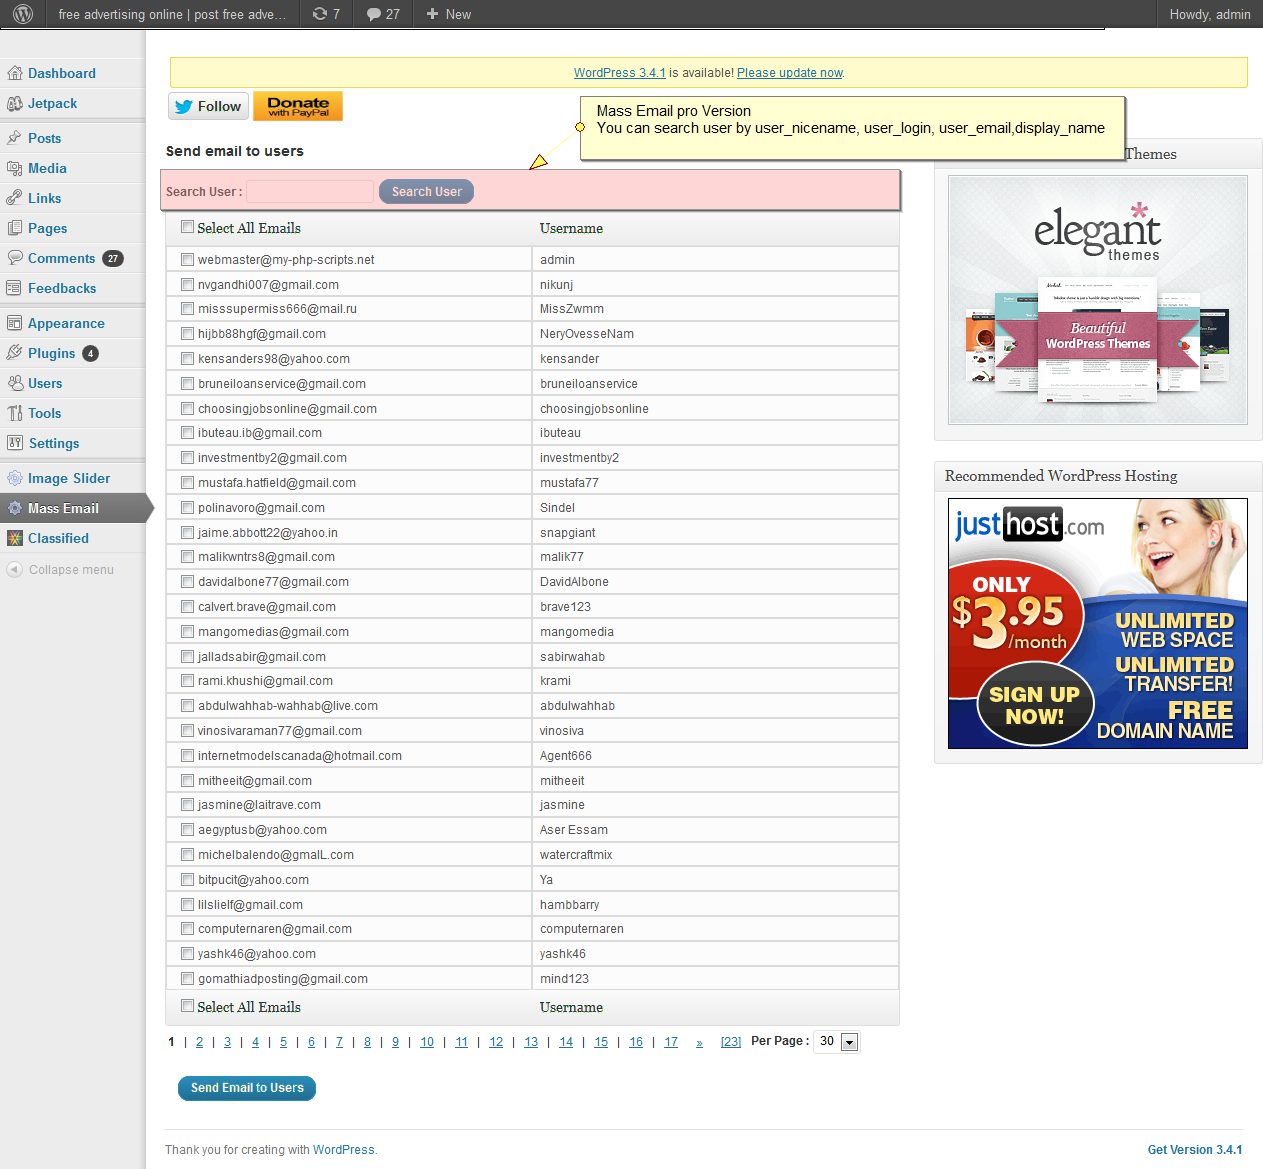 free advertising online | post free adve... 7 27 New Howdy, admin
WordPress 3.4.1 is available! Please update now.
Dashboard
Jetpack
Posts
Media
Links
Pages
Comments 27
Feedbacks
Appearance
Plugins 4
Users
Tools
Settings
Image Slider
Mass Email
Classified
Collapse menu
Follow
Donate
with PayPal
Mass Email pro Version
You can search user by user_nicename, user_login, user_email,display_name
Send email to users
Search User : Search User
Select All Emails Username
webmaster@my-php-scripts.net admin
nvgandhi007@gmail.com nikunj
misssupermiss666@mail.ru MissZwmm
hijbb88hgf@gmail.com NeryOvesseNam
kensanders98@yahoo.com kensander
bruneiloanservice@gmail.com bruneiloanservice
choosingjobsonline@gmail.com choosingjobsonline
ibuteau.ib@gmail.com ibuteau
investmentby2@gmail.com investmentby2
mustafa.hatfield@gmail.com mustafa77
polinavoro@gmail.com Sindel
jaime.abbott22@yahoo.in snapgiant
malikwntrs8@gmail.com malik77
davidalbone77@gmail.com DavidAlbone
calvert.brave@gmail.com brave123
mangomedias@gmail.com mangomedia
jalladsabir@gmail.com sabirwahab
rami.khushi@gmail.com krami
abdulwahhab-wahhab@live.com abdulwahhab
vinosivaraman77@gmail.com vinosiva
internetmodelscanada@hotmail.com Agent666
mitheeit@gmail.com mitheeit
jasmine@laitrave.com jasmine
aegyptusb@yahoo.com Aser Essam
michelbalendo@gmalL.com watercraftmix
bitpucit@yahoo.com Ya
lilslielf@gmail.com hambbarry
computernaren@gmail.com computernaren
yashk46@yahoo.com yashk46
gomathiadposting@gmail.com mind123
Select All Emails Username
1 | 2 | 3 | 4 | 5 | 6 | 7 | 8 | 9 | 10 | 11 | 12 | 13 | 14 | 15 | 16 | 17 » [23] Per Page : 30
Send Email to Users
Themes
elegant
themes
Beautiful
WordPress Themes
Recommended WordPress Hosting
justhost.com
ONLY
$3.95
/month
SIGN UP
NOW!
UNLIMITED
WEB SPACE
UNLIMITED
TRANSFER!
FREE
DOMAIN NAME
Thank you for creating with WordPress.
Get Version 3.4.1